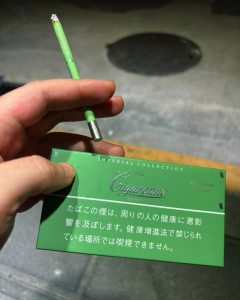 IMPERIAL COLLECTION
たばこの煙は、周りの人の健康に悪影
響を及ぼします。健康増進法で禁じられ
ている場所では喫煙できません。